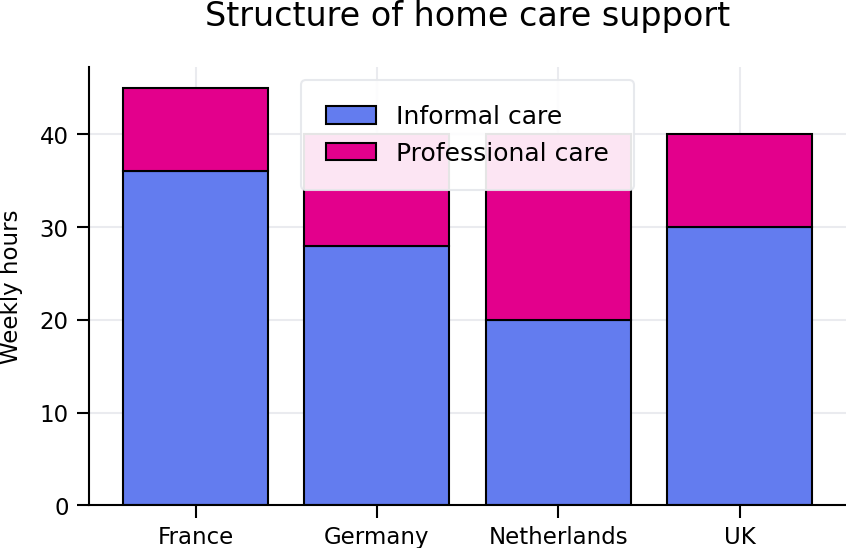 Structure of home care support
Informal care
Professional care
Weekly hours
40
30
20
10
0
France
Germany
Netherlands
UK